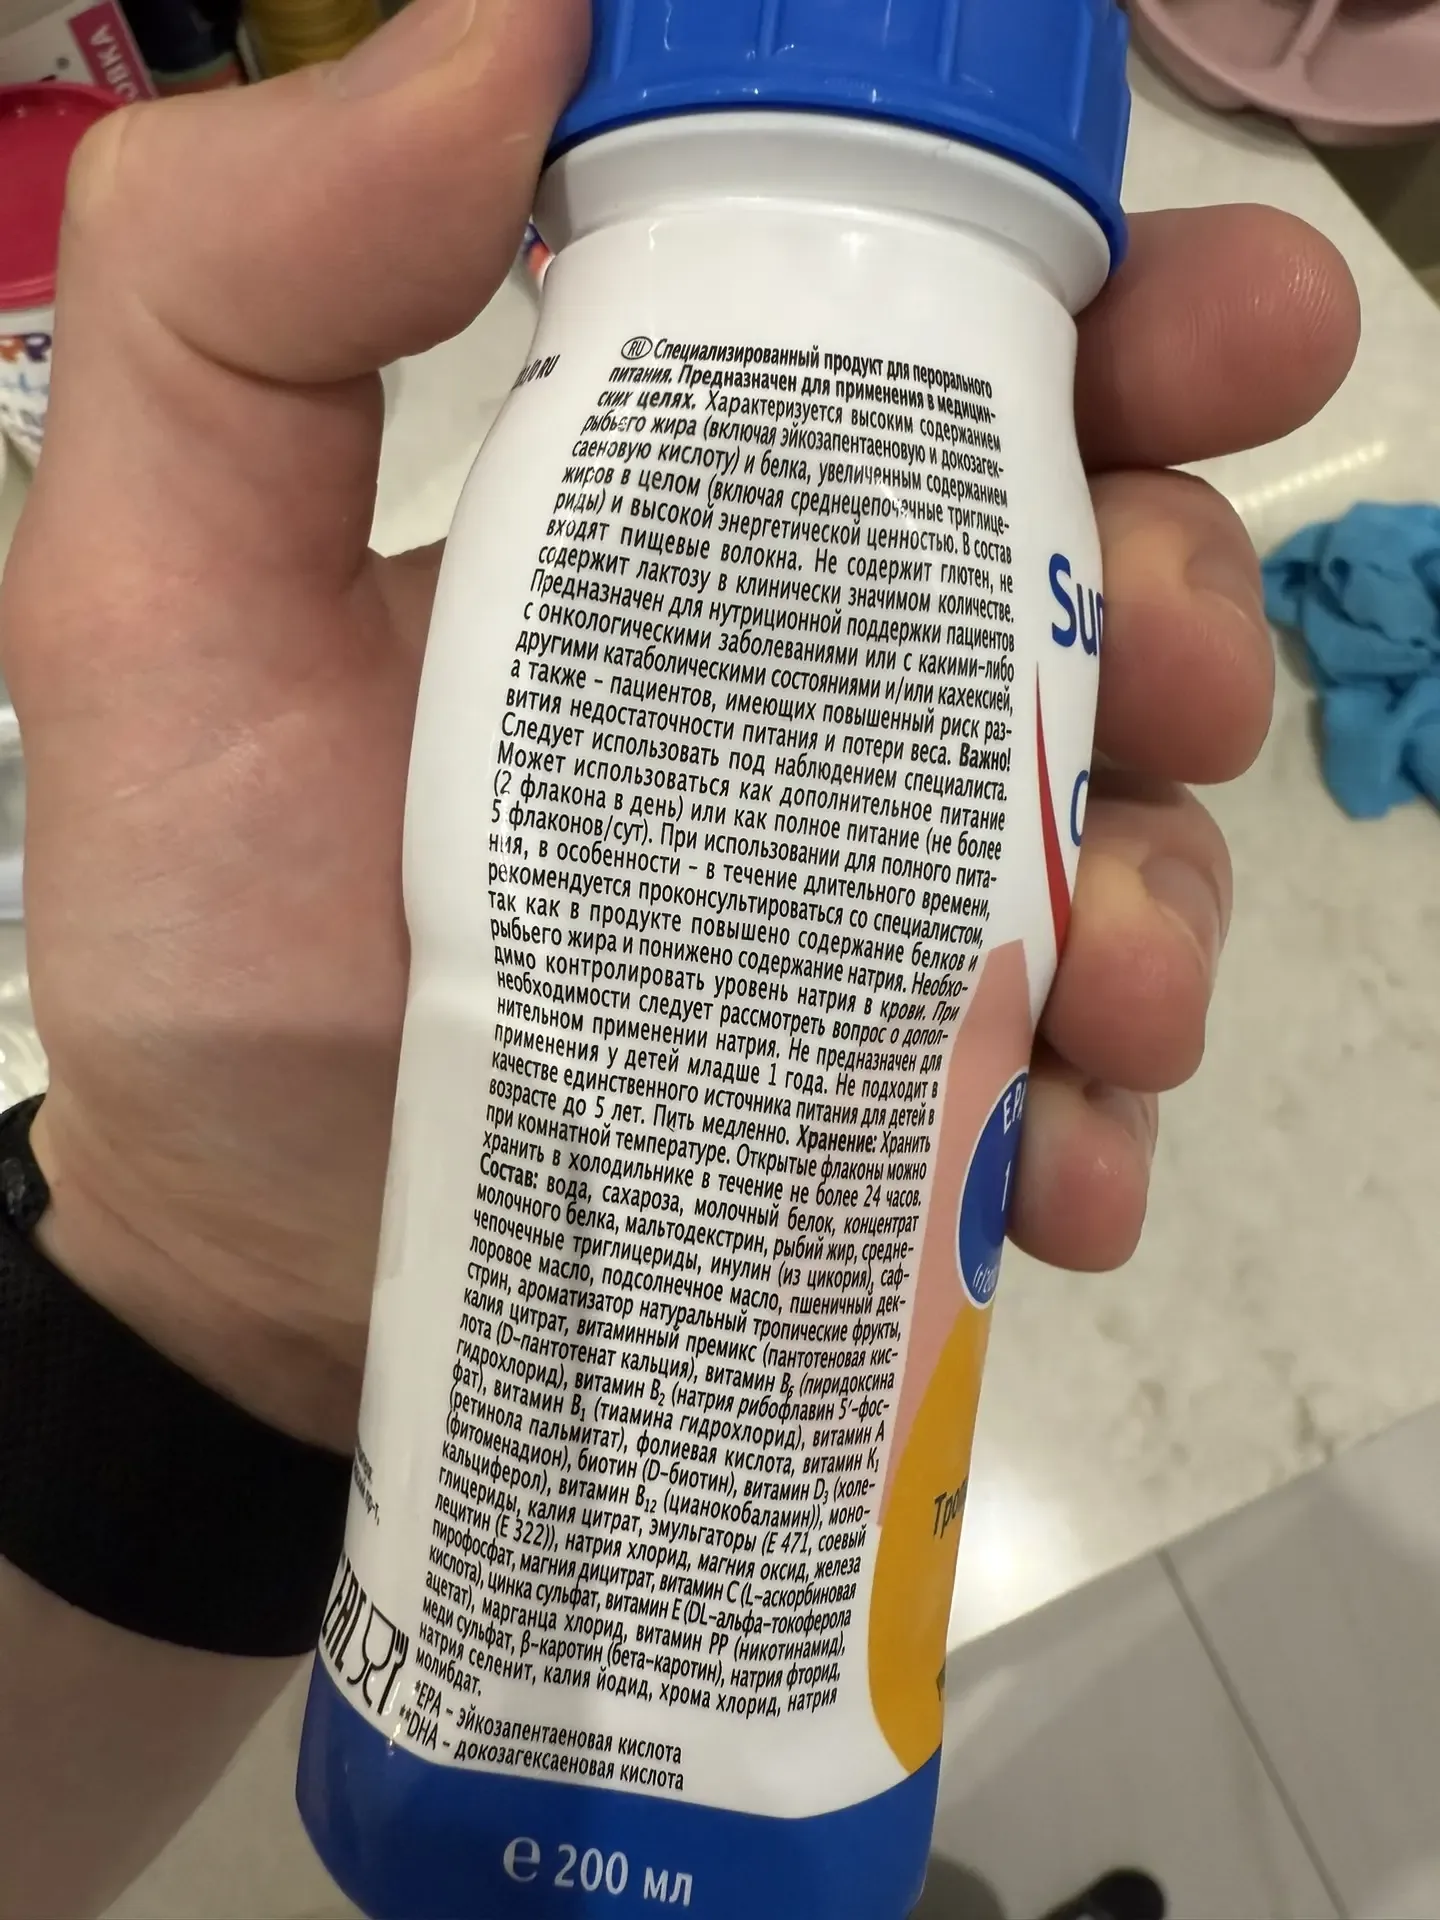 ОВКА
RU Специализированный продукт для перорального
питания. Предназначен для применения в медицин-
ских целях. Характеризуется высоким содержанием
рыбьего жира (включая эйкозапентаеновую и докозагек-
саеновую кислоту) и белка, увеличенным содержанием
жиров в целом (включая среднецепочечные триглице-
риды) и высокой энергетической ценностью. В состав
входят пищевые волокна. Не содержит глютен, не
содержит лактозу в клинически значимом количестве.
Предназначен для нутриционной поддержки пациентов
с онкологическими заболеваниями или с какими-либо
другими катаболическими состояниями и/или кахексией,
а также – пациентов, имеющих повышенный риск раз-
вития недостаточности питания и потери веса. Важно!
Следует использовать под наблюдением специалиста.
Может использоваться как дополнительное питание
(2 флакона в день) или как полное питание (не более
5 флаконов/сут). При использовании для полного пита-
ния, в особенности – в течение длительного времени,
рекомендуется проконсультироваться со специалистом,
так как в продукте повышено содержание белков и
рыбьего жира и понижено содержание натрия. Необхо-
димо контролировать уровень натрия в крови. При
необходимости следует рассмотреть вопрос о допол-
нительном применении натрия. Не предназначен для
применения у детей младше 1 года. Не подходит в
качестве единственного источника питания для детей в
возрасте до 5 лет. Пить медленно. Хранение: Хранить
при комнатной температуре. Открытые флаконы можно
хранить в холодильнике в течение не более 24 часов.
Состав: вода, сахароза, молочный белок, концентрат
молочного белка, мальтодекстрин, рыбий жир, средне-
чепочечные триглицериды, инулин (из цикория), саф-
лоровое масло, подсолнечное масло, пшеничный дек-
стрин, ароматизатор натуральный тропические фрукты,
калия цитрат, витаминный премикс (пантотеновая кис-
лота (D-пантотенат кальция), витамин B6 (пиридоксина
гидрохлорид), витамин B2 (натрия рибофлавин 5'-фос-
фат), витамин B1 (тиамина гидрохлорид), витамин A
(ретинола пальмитат), фолиевая кислота, витамин K1
(фитоменадион), биотин (D-биотин), витамин D3 (холе-
кальциферол), витамин B12 (цианокобаламин)), моно-
глицериды, калия цитрат, эмульгаторы (Е 471, соевый
лецитин (Е 322)), натрия хлорид, магния оксид, железа
пирофосфат, магния дицитрат, витамин С (L-аскорбиновая
кислота), цинка сульфат, витамин Е (DL-альфа-токоферола
ацетат), марганца хлорид, витамин РР (никотинамид),
меди сульфат, β-каротин (бета-каротин), натрия фторид,
натрия селенит, калия йодид, хрома хлорид, натрия
молибдат.
*EPA – эйкозапентаеновая кислота
**DHA – докозагексаеновая кислота
e 200 мл
Su
EPA
1
Троп
EAC